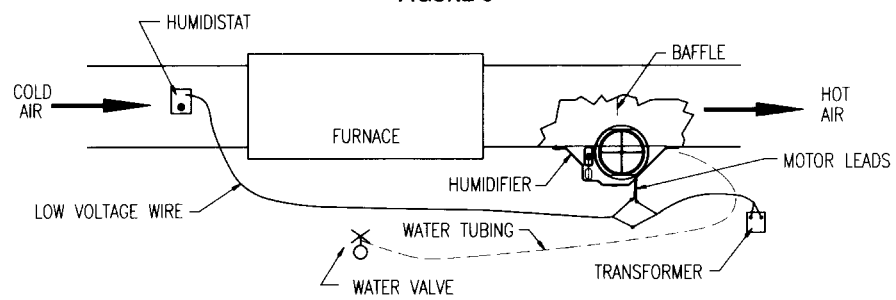 HUMIDISTAT
BAFFLE
COLD
AIR
HOT
AIR
FURNACE
MOTOR LEADS
HUMIDIFIER
LOW VOLTAGE WIRE
WATER TUBING
TRANSFORMER
WATER VALVE